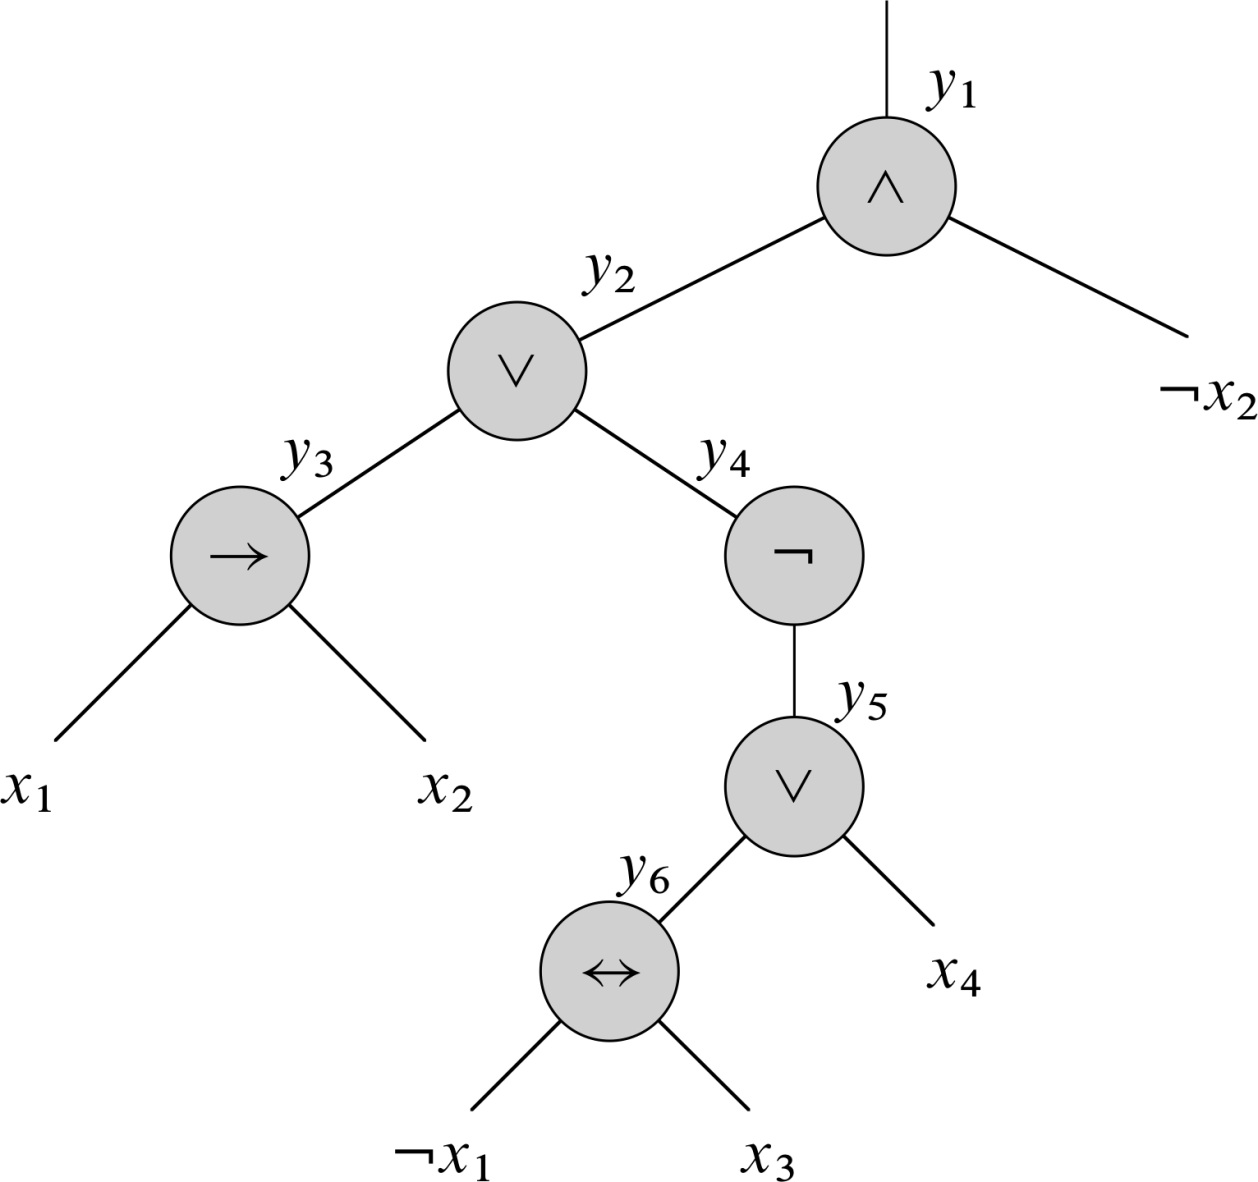 y₁
∧
y₂
∨
¬x₂
y₃
y₄
→
¬
y₅
x₁
x₂
∨
y₆
↔
x₄
¬x₁
x₃